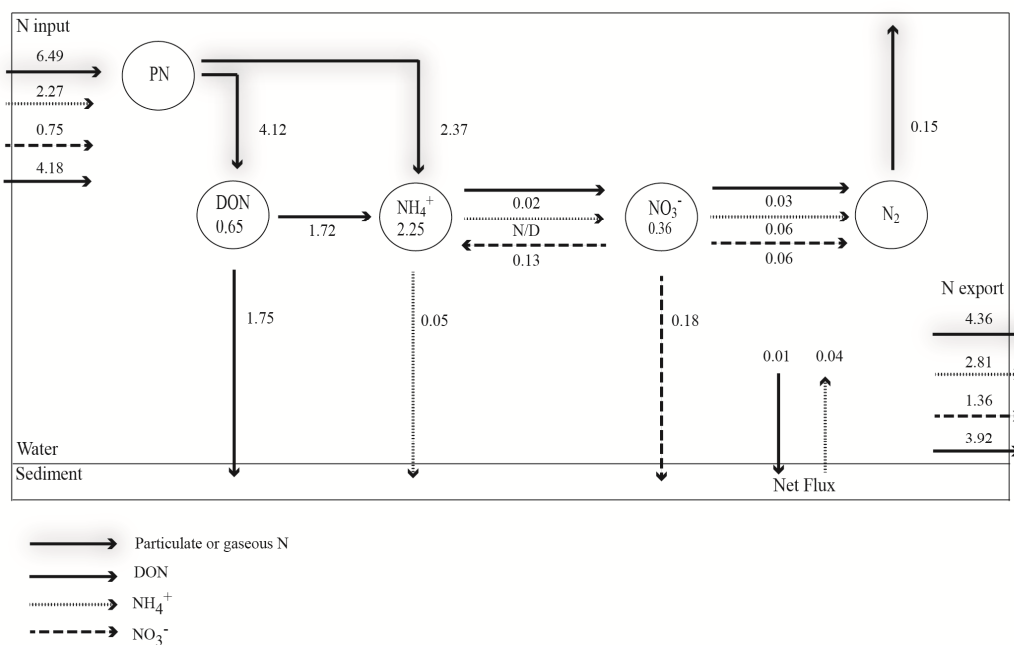 N input
6.49
2.27
0.75
4.18
PN
4.12
2.37
0.15
DON
0.65
1.72
NH₄⁺
2.25
0.02
N/D
0.13
NO₃⁻
0.36
0.03
0.06
0.06
N₂
1.75
0.05
0.18
0.01
0.04
N export
4.36
2.81
1.36
3.92
Water
Sediment
Net Flux
Particulate or gaseous N
DON
NH₄⁺
NO₃⁻